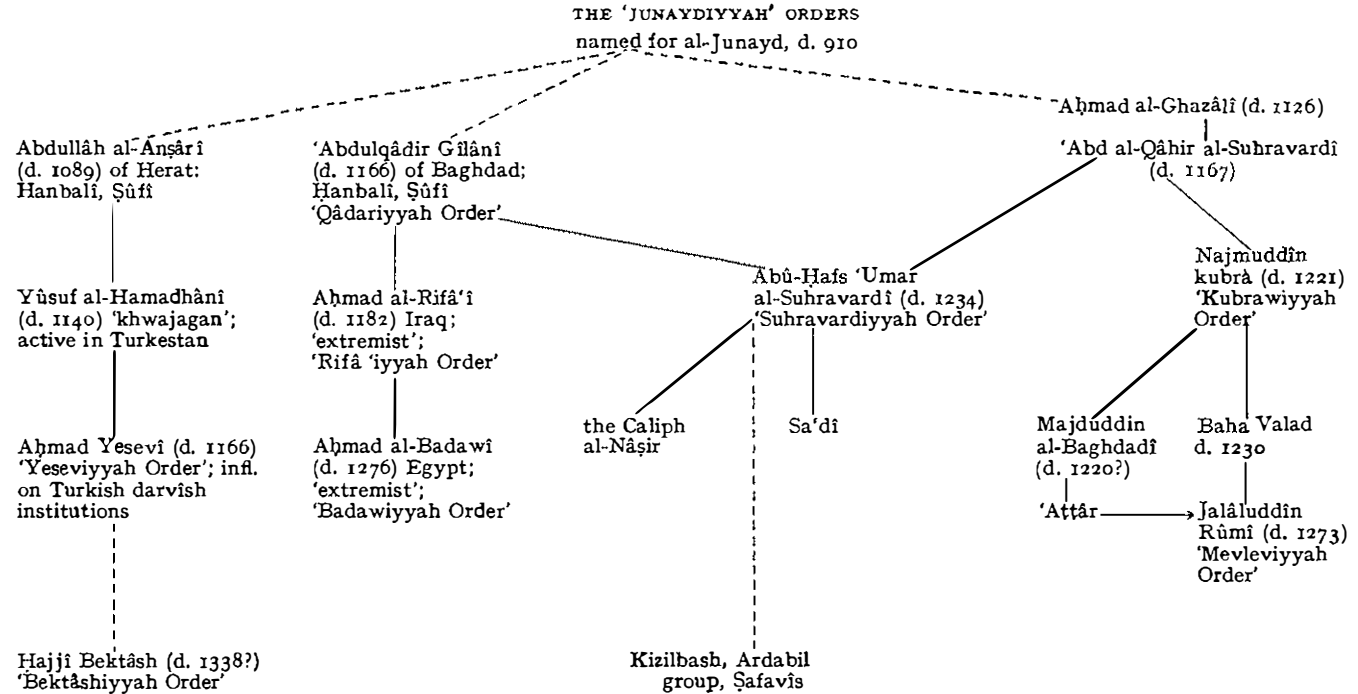 THE ‘JUNAYDIYYAH’ ORDERS
named for al-Junayd, d. 910
Aḥmad al-Ghazâlî (d. 1126)
‘Abd al-Qâhir al-Suhravardî
(d. 1167)
Abdullâh al-Anṣârî
(d. 1089) of Herat:
Hanbalî, Ṣûfî
‘Abdulqâdir Gîlânî
(d. 1166) of Baghdad;
Ḥanbalî, Ṣûfî
‘Qâdariyyah Order’
Najmuddîn
kubrà (d. 1221)
‘Kubrawiyyah
Order’
Abû-Ḥafs ‘Umar
al-Suhravardî (d. 1234)
‘Suhravardiyyah Order’
Yûsuf al-Hamadhânî
(d. 1140) ‘khwajagan’;
active in Turkestan
Aḥmad al-Rifâ‘î
(d. 1182) Iraq;
‘extremist’;
‘Rifâ ‘iyyah Order’
the Caliph
al-Nâṣir
Sa‘dî
Majduddin
al-Baghdadî
(d. 1220?)
Baha Valad
d. 1230
Aḥmad Yesevî (d. 1166)
‘Yeseviyyah Order’; infl.
on Turkish darvîsh
institutions
Aḥmad al-Badawî
(d. 1276) Egypt;
‘extremist’;
‘Badawiyyah Order’
‘Aṭṭâr
Jalâluddîn
Rûmî (d. 1273)
‘Mevleviyyah
Order’
Ḥajjî Bektâsh (d. 1338?)
‘Bektâshiyyah Order’
Kizilbash, Ardabil
group, Ṣafavîs